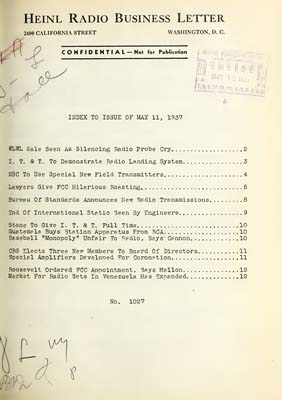 HEINL RADIO BUSINESS LETTER
2400 CALIFORNIA STREET WASHINGTON, D. C.
CONFIDENTIAL—Not for Publication
INDEX TO ISSUE OF MAY 11, 1937
WLWL Sale Seen As Silencing Radio Probe Cry..................2
I. T. & T. To Demonstrate Radio Landing System...............3
NBC To Use Special New Field Transmitters....................4
Lawyers Give FCC Hilarious Roasting..........................5
Bureau Of Standards Announces New Radio Transmissions........8
End Of International Static Seen By Engineers................9
Stone To Give I. T. & T. Full Time..........................10
Guatemala Buys Station Apparatus From RCA...................10
Baseball "Monopoly" Unfair To Radio, Says Cannon............10
CBS Elects Three New Members To Board Of Directors..........11
Special Amplifiers Developed For Coronation.................11
Roosevelt Ordered FCC Appointment, Says Mallon..............12
Market For Radio Sets In Venezuela Has Expanded.............12
No. 1027